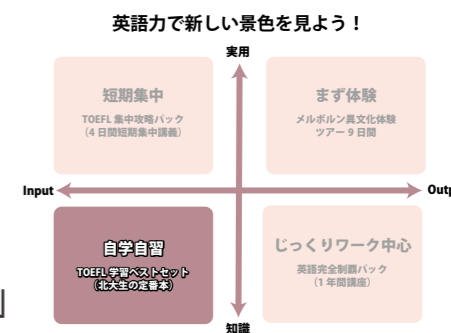 英語力で新しい景色を見よう！
実用
短期集中
TOEFL 集中攻略パック
（4 日間短期集中講義）
まず体験
メルボルン異文化体験
ツアー 9 日間
Input
Outp
自学自習
TOEFL 学習ベストセット
（北大生の定番本）
じっくりワーク中心
英語完全制覇パック
（1 年間講座）
知識